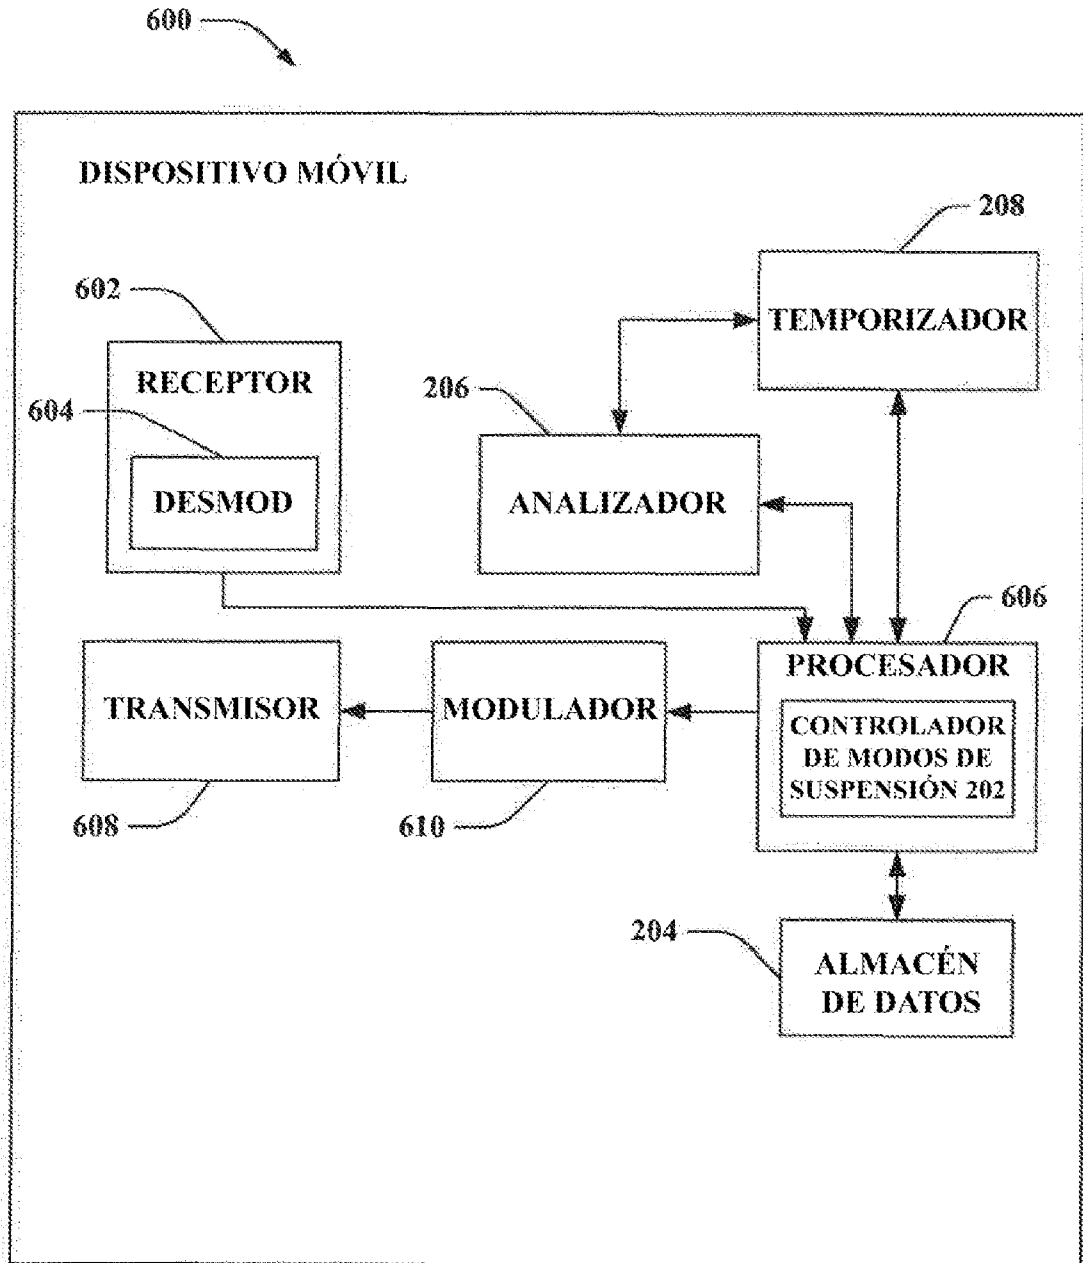 600
DISPOSITIVO MÓVIL
208
602
TEMPORIZADOR
RECEPTOR
206
604
DESMOD
ANALIZADOR
606
PROCESADOR
TRANSMISOR
MODULADOR
CONTROLADOR
DE MODOS DE
SUSPENSIÓN 202
608
610
204
ALMACÉN
DE DATOS